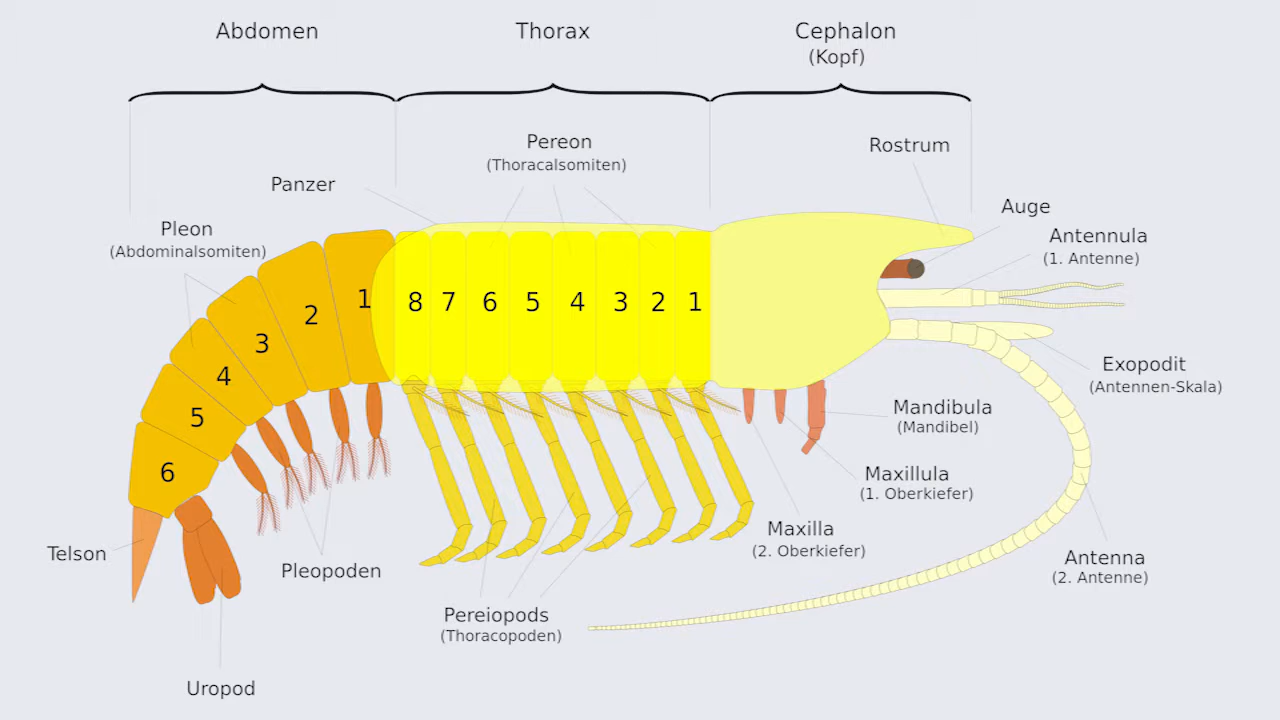 Abdomen
Thorax
Cephalon
(Kopf)
Pereon
(Thoracalsomiten)
Rostrum
Panzer
Auge
Pleon
(Abdominalsomiten)
Antennula
(1. Antenne)
1
2
3
4
5
6
8 7 6 5 4 3 2 1
Exopodit
(Antennen-Skala)
Mandibula
(Mandibel)
Maxillula
(1. Oberkiefer)
Maxilla
(2. Oberkiefer)
Telson
Pleopoden
Antenna
(2. Antenne)
Pereiopods
(Thoracopoden)
Uropod